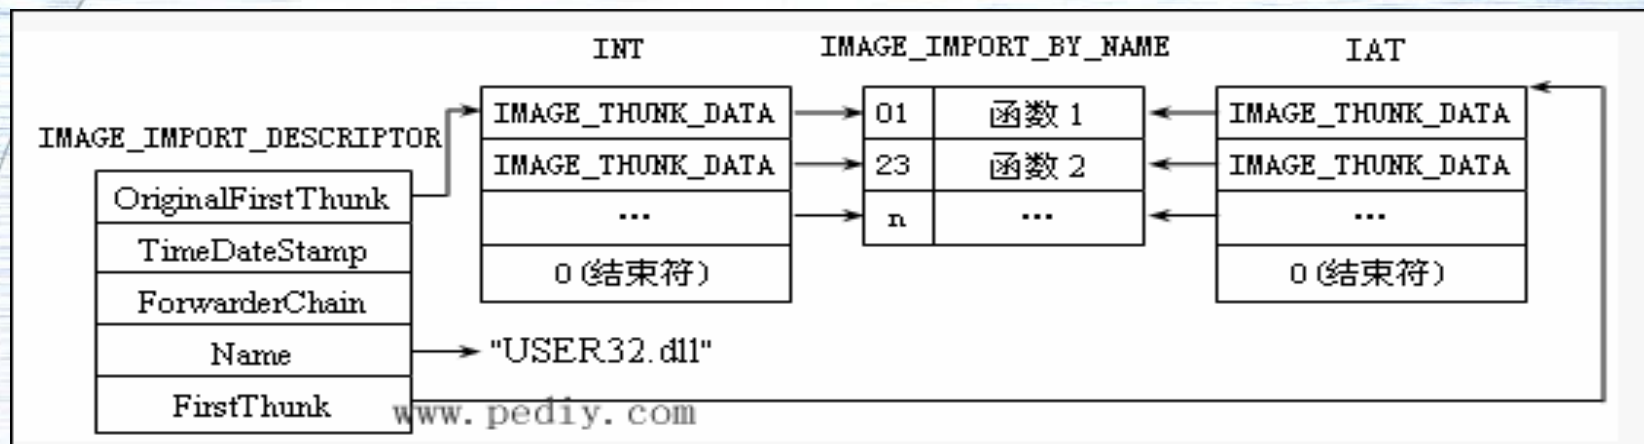 INT IMAGE_IMPORT_BY_NAME IAT
IMAGE_THUNK_DATA 01 函数 1 IMAGE_THUNK_DATA
IMAGE_IMPORT_DESCRIPTOR
IMAGE_THUNK_DATA 23 函数 2 IMAGE_THUNK_DATA
OriginalFirstThunk
... n ... ...
TimeDateStamp
0 (结束符) 0 (结束符)
ForwarderChain
Name "USER32.dll"
FirstThunk
www.pediy.com